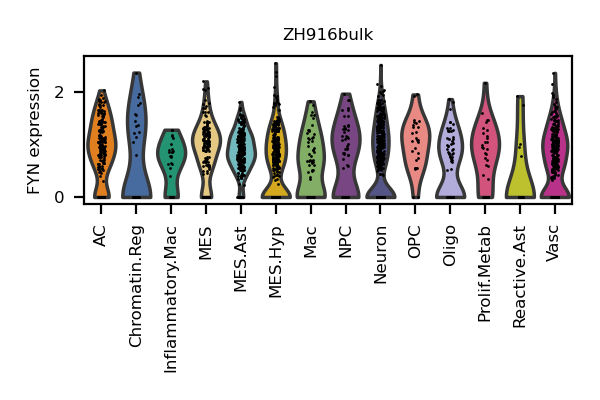 ZH916bulk
FYN expression
2
0
AC
Chromatin.Reg
Inflammatory.Mac
MES
MES.Ast
MES.Hyp
Mac
NPC
Neuron
OPC
Oligo
Prolif.Metab
Reactive.Ast
Vasc